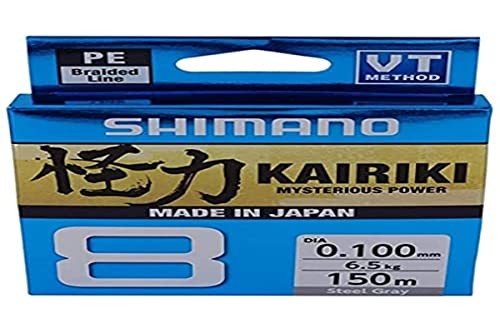 PE
Braided
Line
VT
METHOD
SHIMANO
怪力 KAIRIKI
MYSTERIOUS POWER
MADE IN JAPAN
8
DIA
0.100mm
6.5kg
150m
Steel Gray